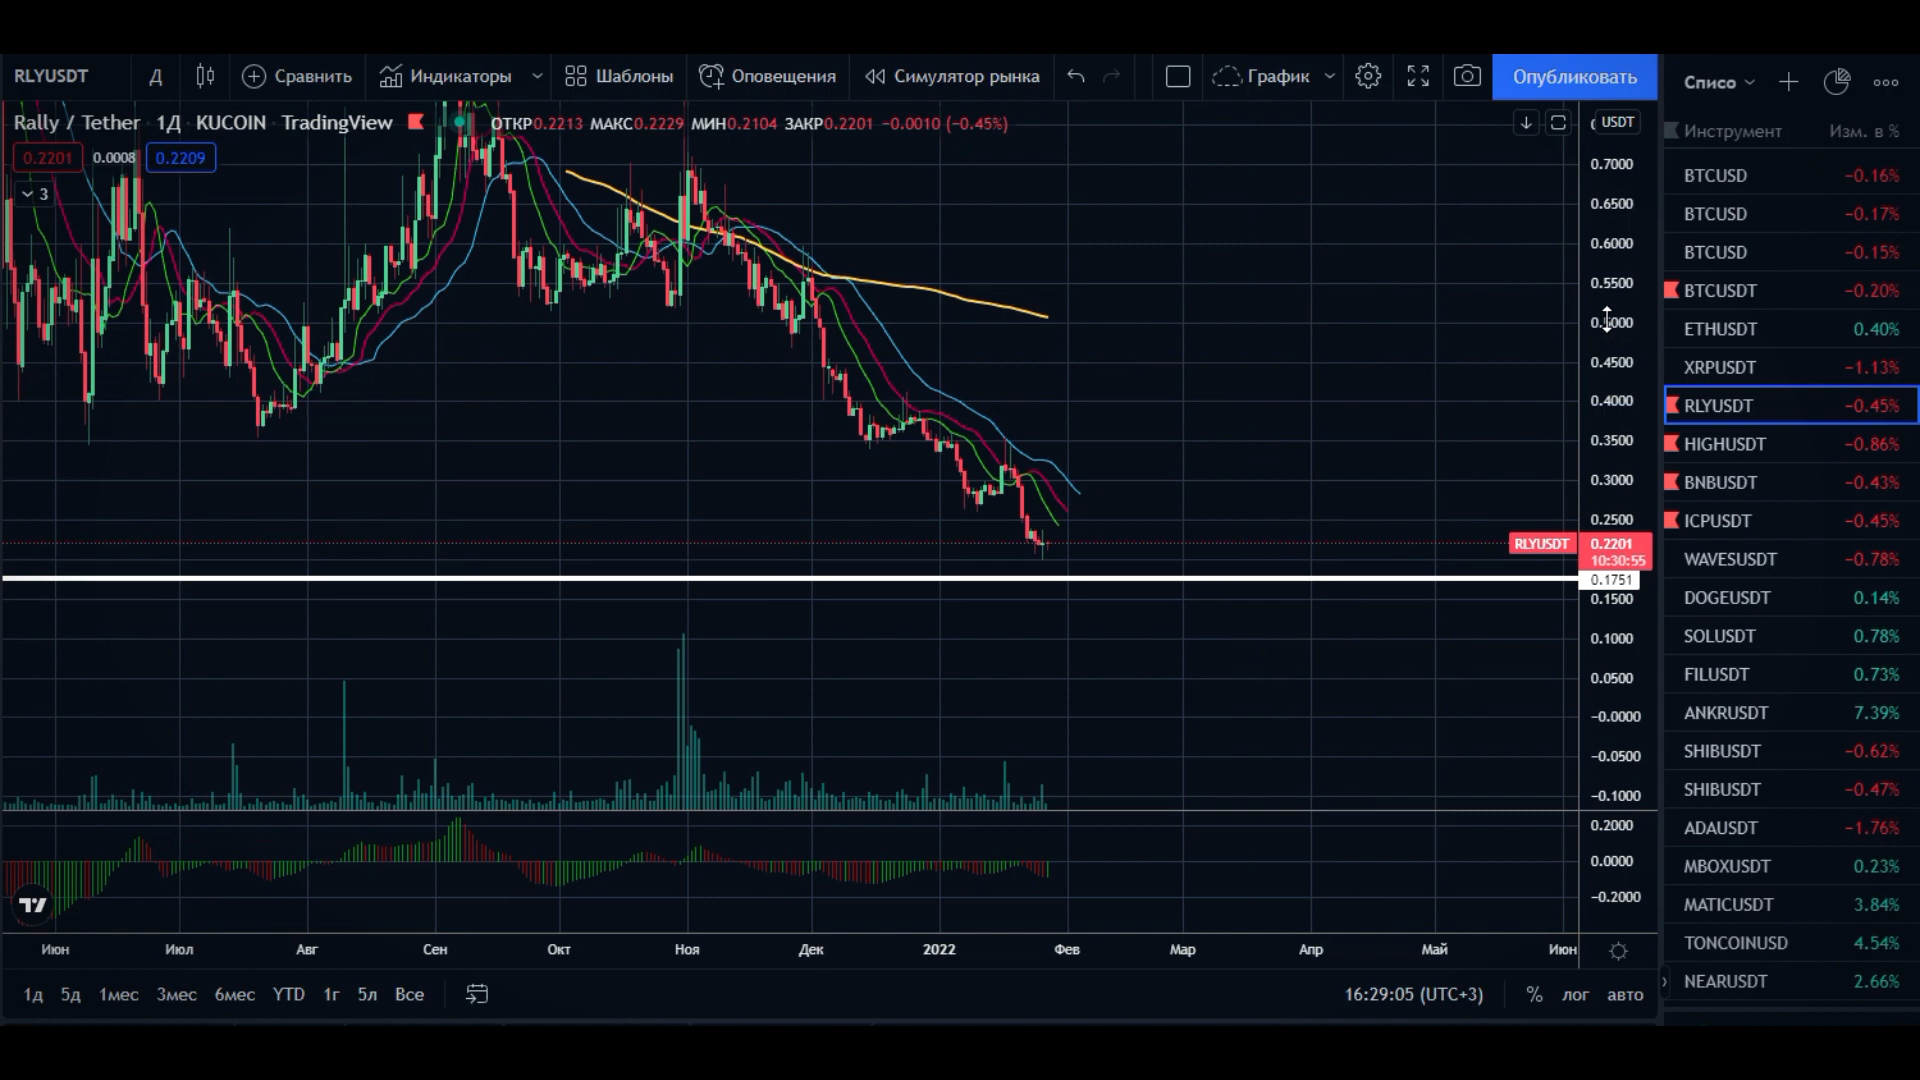 RLYUSDT Д Сравнить Индикаторы Шаблоны Оповещения Симулятор рынка График Опубликовать
Rally / Tether 1Д KUCOIN TradingView ОТКР0.2213 МАКС0.2229 МИН0.2104 ЗАКР0.2201 −0.0010 (−0.45%)
0.2201 0.0008 0.2209
3
USDT
0.7000
0.6500
0.6000
0.5500
0.4500
0.4000
0.3500
0.3000
0.2500
RLYUSDT 0.2201
10:30:55
0.1751
0.1500
0.1000
0.0500
−0.0000
−0.0500
−0.1000
0.2000
0.0000
−0.2000
Июн Июл Авг Сен Окт Ноя Дек 2022 Фев Мар Апр Май Июн
1д 5д 1мес 3мес 6мес YTD 1г 5л Все 16:29:05 (UTC+3) % лог авто
Списо
Инструмент Изм. в %
BTCUSD −0.16%
BTCUSD −0.17%
BTCUSD −0.15%
BTCUSDT −0.20%
ETHUSDT 0.40%
XRPUSDT −1.13%
RLYUSDT −0.45%
HIGHUSDT −0.86%
BNBUSDT −0.43%
ICPUSDT −0.45%
WAVESUSDT −0.78%
DOGEUSDT 0.14%
SOLUSDT 0.78%
FILUSDT 0.73%
ANKRUSDT 7.39%
SHIBUSDT −0.62%
SHIBUSDT −0.47%
ADAUSDT −1.76%
MBOXUSDT 0.23%
MATICUSDT 3.84%
TONCOINUSD 4.54%
NEARUSDT 2.66%